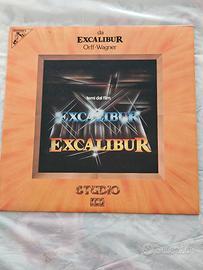 da
EXCALIBUR
Orff-Wagner
temi dal film
EXCALIBUR
EXCALIBUR
STUDIO